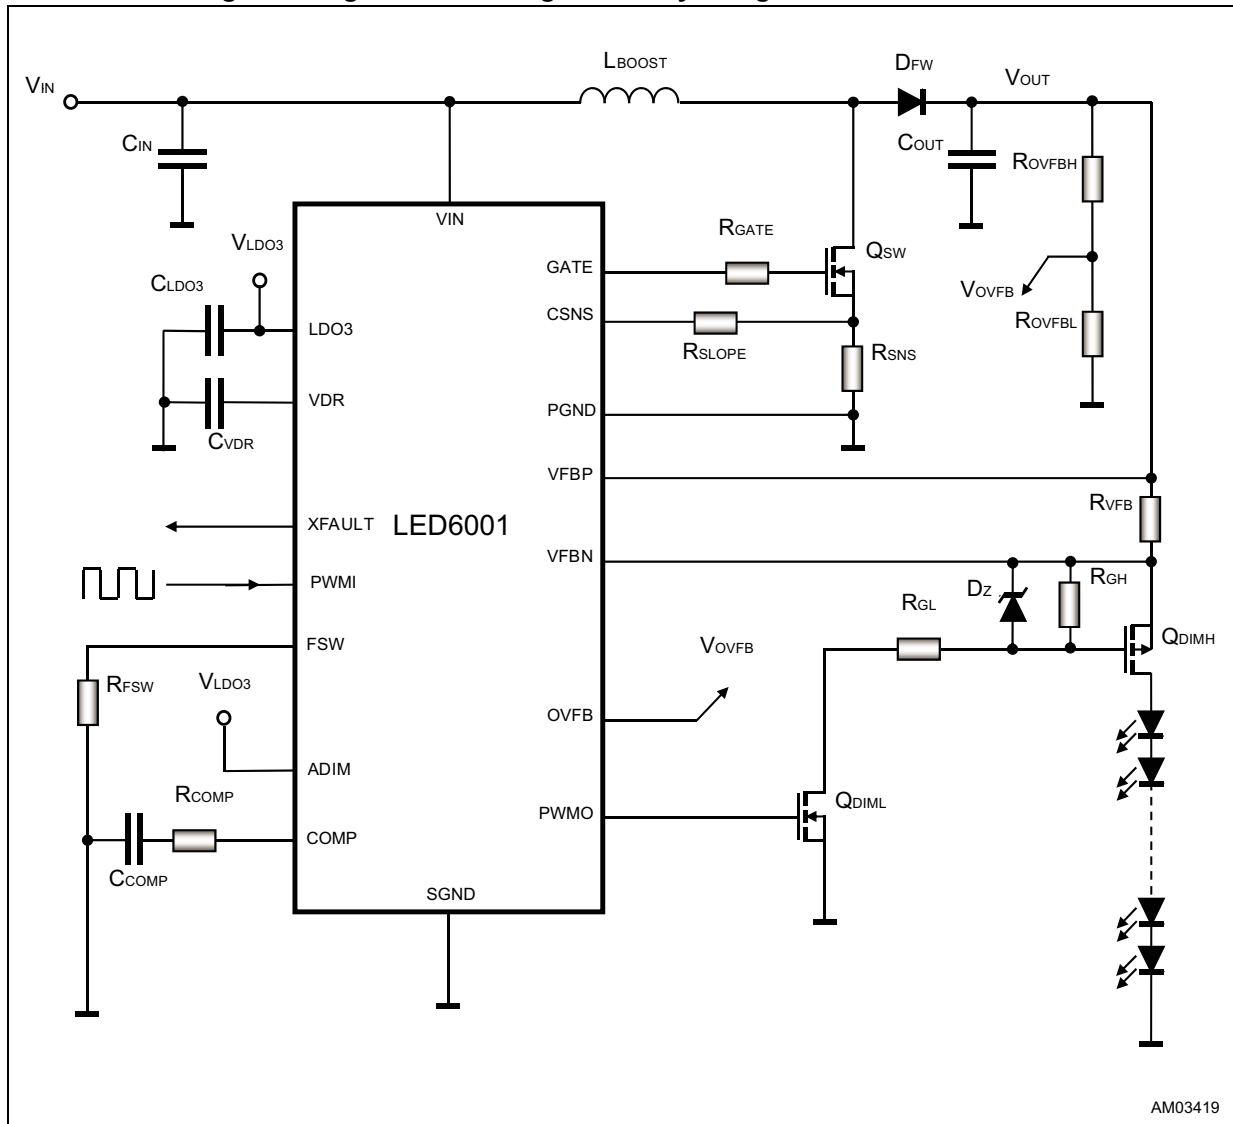 LBOOST
DFW
VOUT
VIN
CIN
COUT
ROVFBH
VIN
VLDO3
RGATE
QSW
GATE
VOVFB
CLDO3
CSNS
LDO3
ROVFBL
RSLOPE
RSNS
VDR
PGND
CVDR
VFBP
RVFB
XFAULT
LED6001
VFBN
PWMI
DZ
RGH
RGL
FSW
VOVFB
QDIMH
RFSW
VLDO3
OVFB
ADIM
RCOMP
QDIML
PWMO
COMP
CCOMP
SGND
AM03419